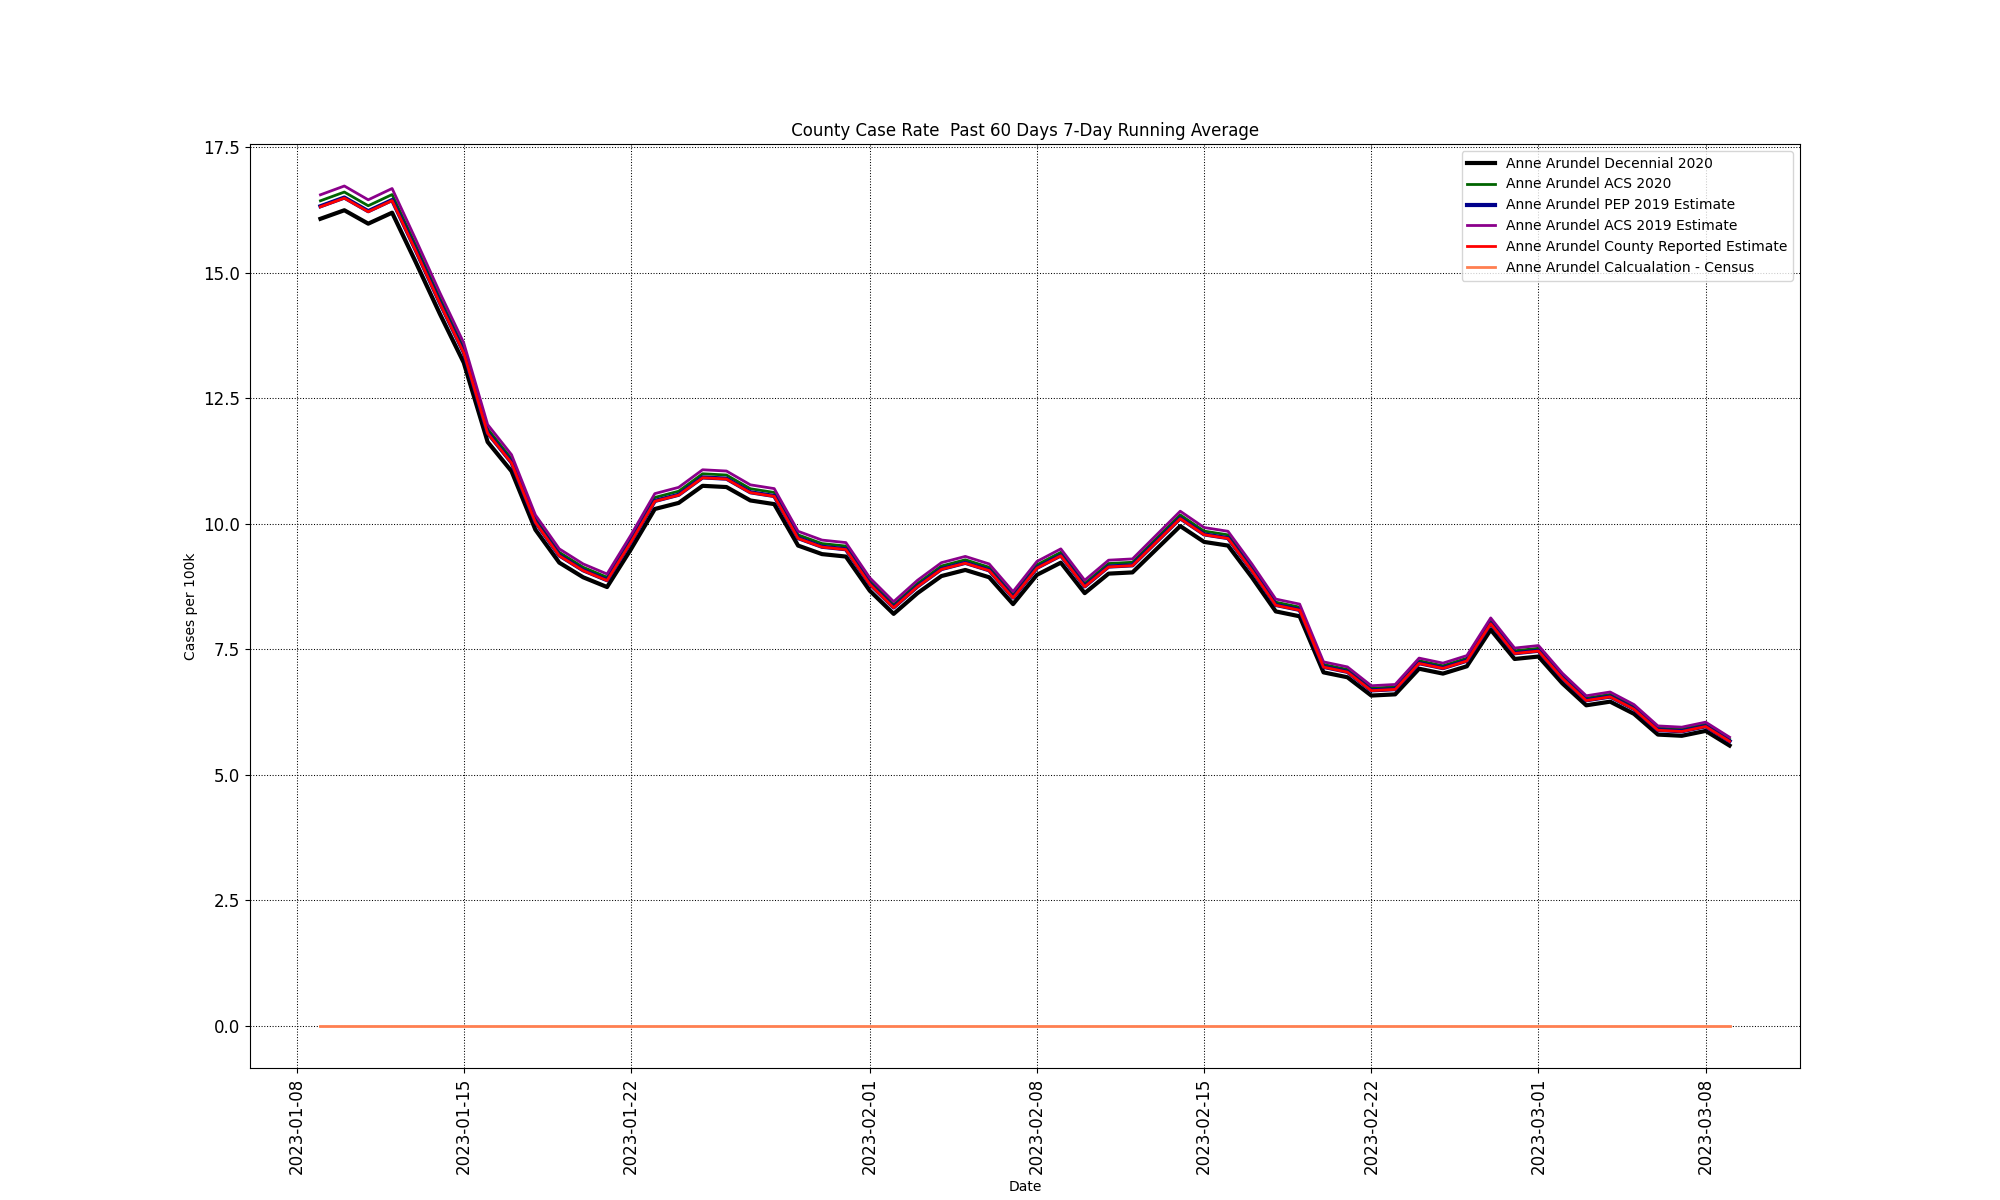 County Case Rate  Past 60 Days 7-Day Running Average
17.5
15.0
12.5
10.0
7.5
5.0
2.5
0.0
Cases per 100k
Anne Arundel Decennial 2020
Anne Arundel ACS 2020
Anne Arundel PEP 2019 Estimate
Anne Arundel ACS 2019 Estimate
Anne Arundel County Reported Estimate
Anne Arundel Calcualation - Census
2023-01-08
2023-01-15
2023-01-22
2023-02-01
2023-02-08
2023-02-15
2023-02-22
2023-03-01
2023-03-08
Date